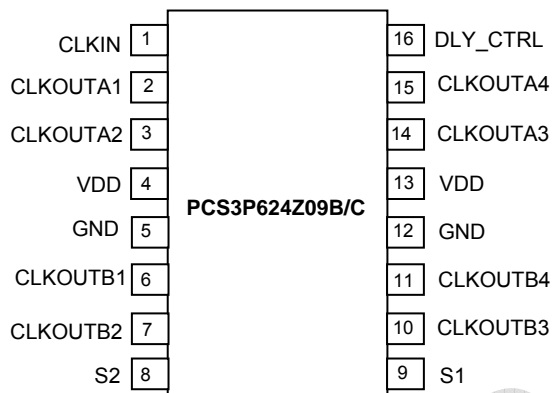 CLKIN 1 16 DLY_CTRL
CLKOUTA1 2 15 CLKOUTA4
CLKOUTA2 3 14 CLKOUTA3
VDD 4 13 VDD
PCS3P624Z09B/C
GND 5 12 GND
CLKOUTB1 6 11 CLKOUTB4
CLKOUTB2 7 10 CLKOUTB3
S2 8 9 S1